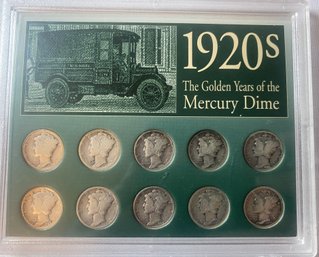 1920s
The Golden Years of the
Mercury Dime